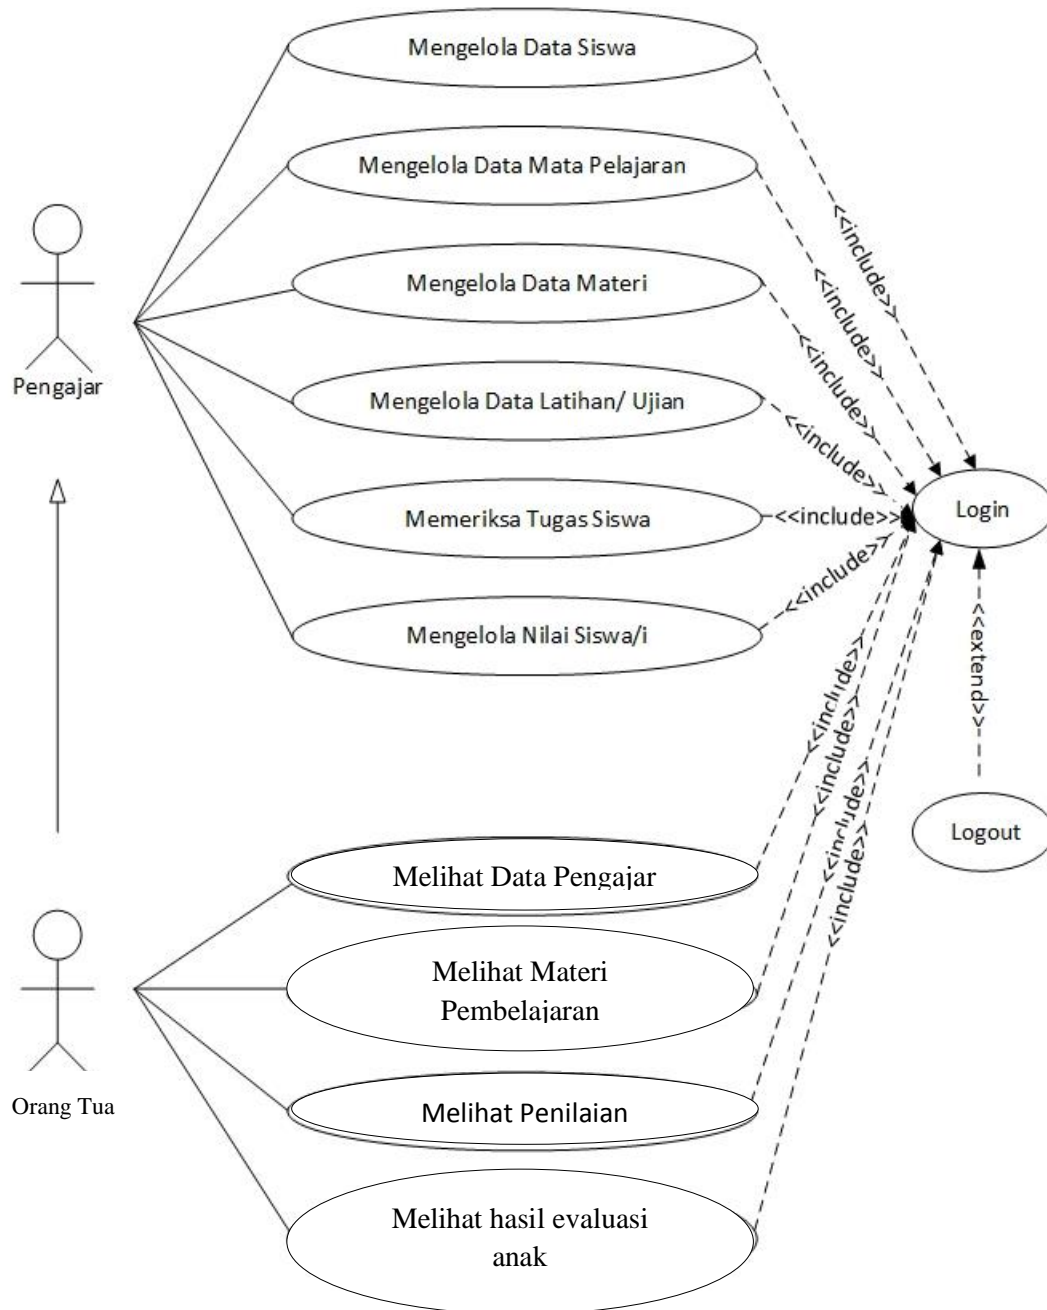 Mengelola Data Siswa
Mengelola Data Mata Pelajaran
Mengelola Data Materi
Mengelola Data Latihan/ Ujian
Memeriksa Tugas Siswa
Mengelola Nilai Siswa/i
Pengajar
<<include>>
<<include>>
<<include>>
<<include>>
<<include>>
<<include>>
Login
<<extend>>
Logout
<<include>>
<<include>>
<<include>>
<<include>>
Melihat Data Pengajar
Melihat Materi
Pembelajaran
Melihat Penilaian
Melihat hasil evaluasi
anak
Orang Tua